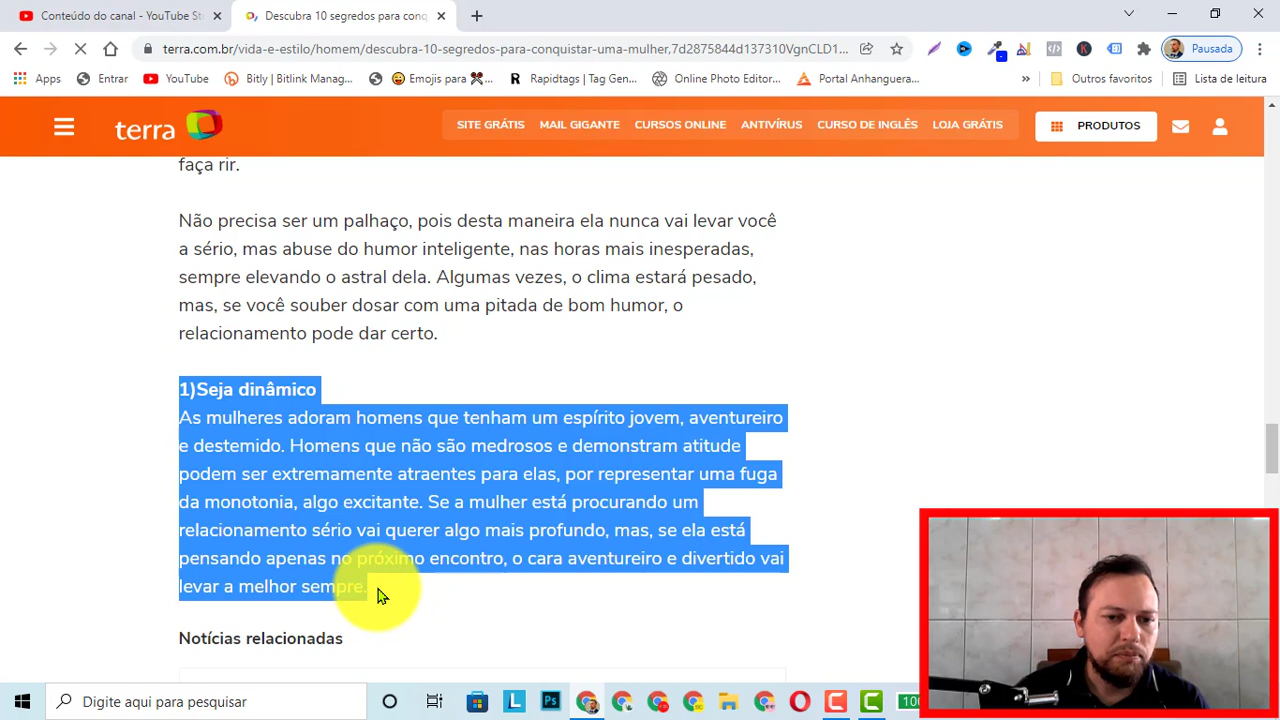 Conteúdo do canal - YouTube St
Descubra 10 segredos para conq
terra.com.br/vida-e-estilo/homem/descubra-10-segredos-para-conquistar-uma-mulher,7d2875844d137310VgnCLD1...
Pausada
Apps
Entrar
YouTube
Bitly | Bitlink Manag...
Emojis para
Rapidtags | Tag Gen...
Online Photo Editor...
Portal Anhanguera...
»
Outros favoritos
Lista de leitura
terra
SITE GRÁTIS
MAIL GIGANTE
CURSOS ONLINE
ANTIVÍRUS
CURSO DE INGLÊS
LOJA GRÁTIS
PRODUTOS
faça rir.
Não precisa ser um palhaço, pois desta maneira ela nunca vai levar você
a sério, mas abuse do humor inteligente, nas horas mais inesperadas,
sempre elevando o astral dela. Algumas vezes, o clima estará pesado,
mas, se você souber dosar com uma pitada de bom humor, o
relacionamento pode dar certo.
1)Seja dinâmico
As mulheres adoram homens que tenham um espírito jovem, aventureiro
e destemido. Homens que não são medrosos e demonstram atitude
podem ser extremamente atraentes para elas, por representar uma fuga
da monotonia, algo excitante. Se a mulher está procurando um
relacionamento sério vai querer algo mais profundo, mas, se ela está
pensando apenas no próximo encontro, o cara aventureiro e divertido vai
levar a melhor sempre.
Notícias relacionadas
Digite aqui para pesquisar